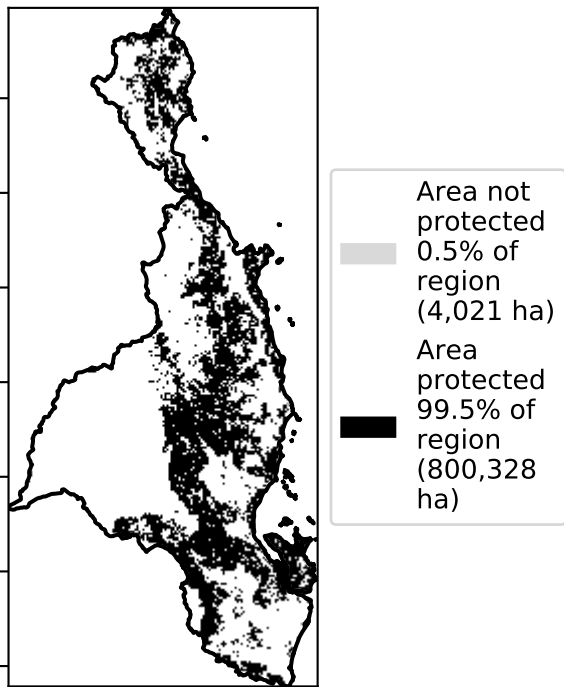 Area not
protected
0.5% of
region
(4,021 ha)
Area
protected
99.5% of
region
(800,328
ha)